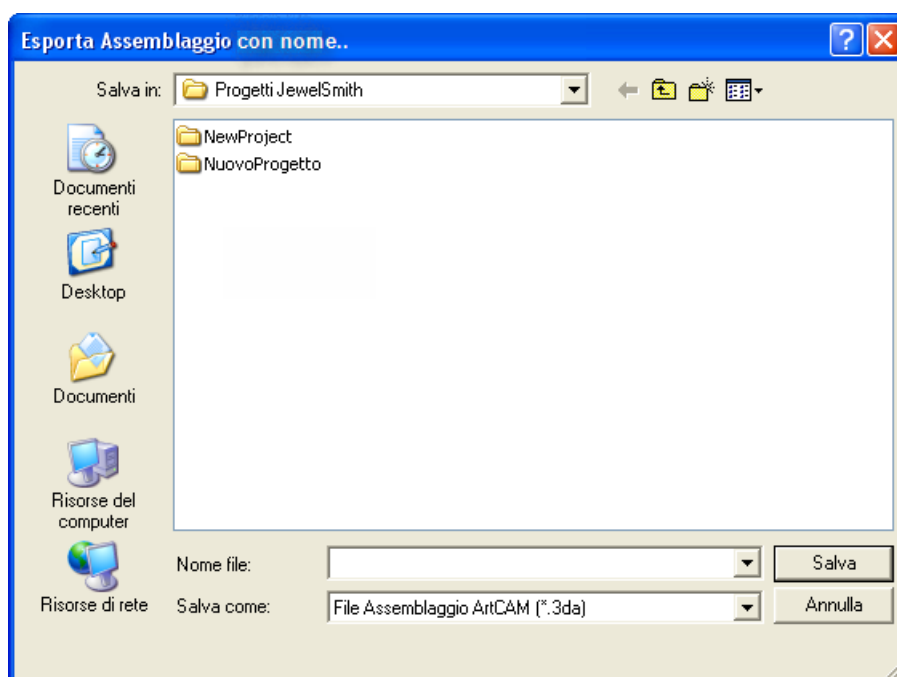 Esporta Assemblaggio con nome..
Salva in:
Progetti JewelSmith
NewProject
NuovoProgetto
Documenti
recenti
Desktop
Documenti
Risorse del
computer
Risorse di rete
Nome file:
Salva
Salva come:
File Assemblaggio ArtCAM (*.3da)
Annulla